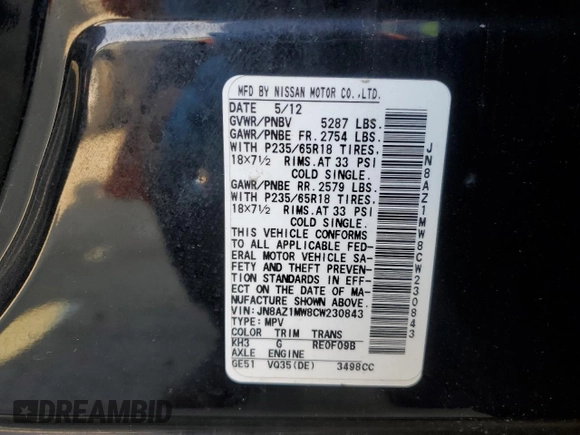 MFD BY NISSAN MOTOR CO.,LTD.
DATE 5/12
GVWR/PNBV 5287 LBS.
GAWR/PNBE FR. 2754 LBS.
WITH P235/65R18 TIRES.
18×7½ RIMS. AT 33 PSI
COLD SINGLE.
GAWR/PNBE RR. 2579 LBS.
WITH P235/65R18 TIRES.
18×7½ RIMS. AT 33 PSI
COLD SINGLE.
THIS VEHICLE CONFORMS
TO ALL APPLICABLE FED-
ERAL MOTOR VEHICLE SA-
FETY AND THEFT PREVEN-
TION STANDARDS IN EFF-
ECT ON THE DATE OF MA-
NUFACTURE SHOWN ABOVE.
VIN: JN8AZ1MW8CW230843
TYPE: MPV
COLOR TRIM TRANS
KH3 G RE0F09B
AXLE ENGINE
GE51 VQ35(DE) 3498CC
JN8AZ1MW8CW230843
DREAMBID